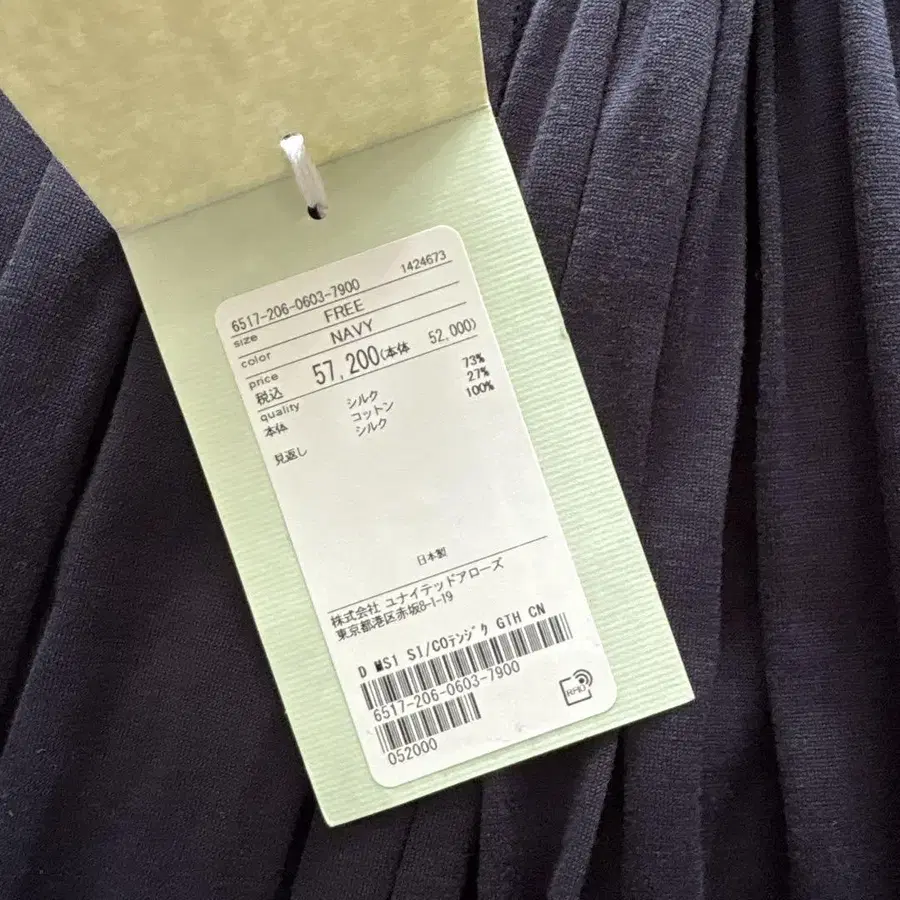 6517-206-0603-7900 1424673
size FREE
color NAVY
price
税込 57,200(本体 52,000)
quality
本体 シルク 73%
コットン 27%
見返し シルク 100%
日本製
株式会社 ユナイテッドアローズ
東京都港区赤坂8-1-19
D MS1 SI/COテンジク GTH CN
6517-206-0603-7900
052000
RFID